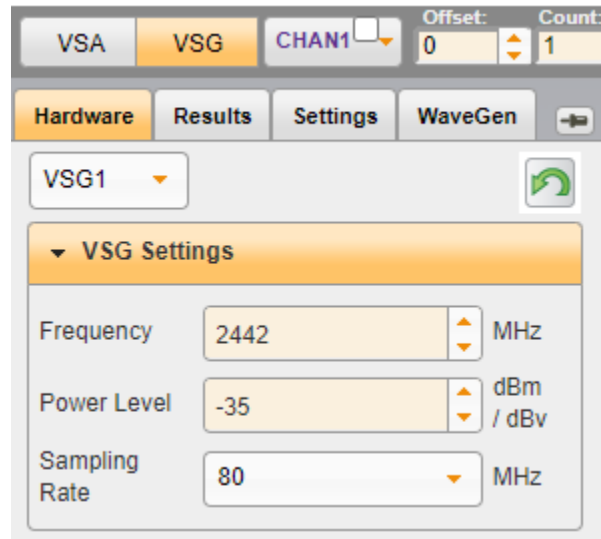 Offset: Count:
VSA VSG CHAN1 0 1
Hardware Results Settings WaveGen
VSG1
VSG Settings
Frequency 2442 MHz
Power Level -35 dBm
/ dBv
Sampling
Rate 80 MHz